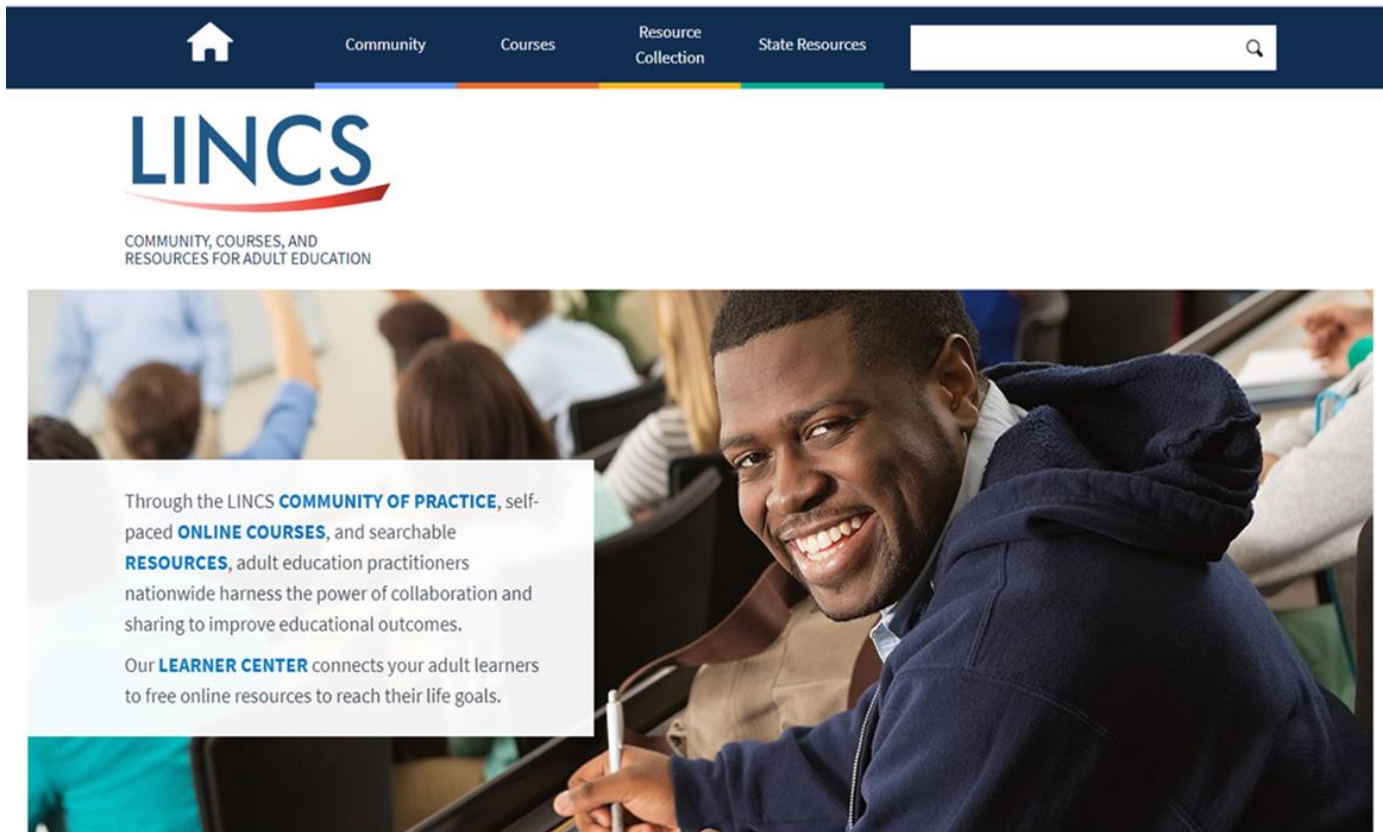 Community
Courses
Resource
Collection
State Resources
LINCS
COMMUNITY, COURSES, AND
RESOURCES FOR ADULT EDUCATION
Through the LINCS COMMUNITY OF PRACTICE, self-
paced ONLINE COURSES, and searchable
RESOURCES, adult education practitioners
nationwide harness the power of collaboration and
sharing to improve educational outcomes.
Our LEARNER CENTER connects your adult learners
to free online resources to reach their life goals.